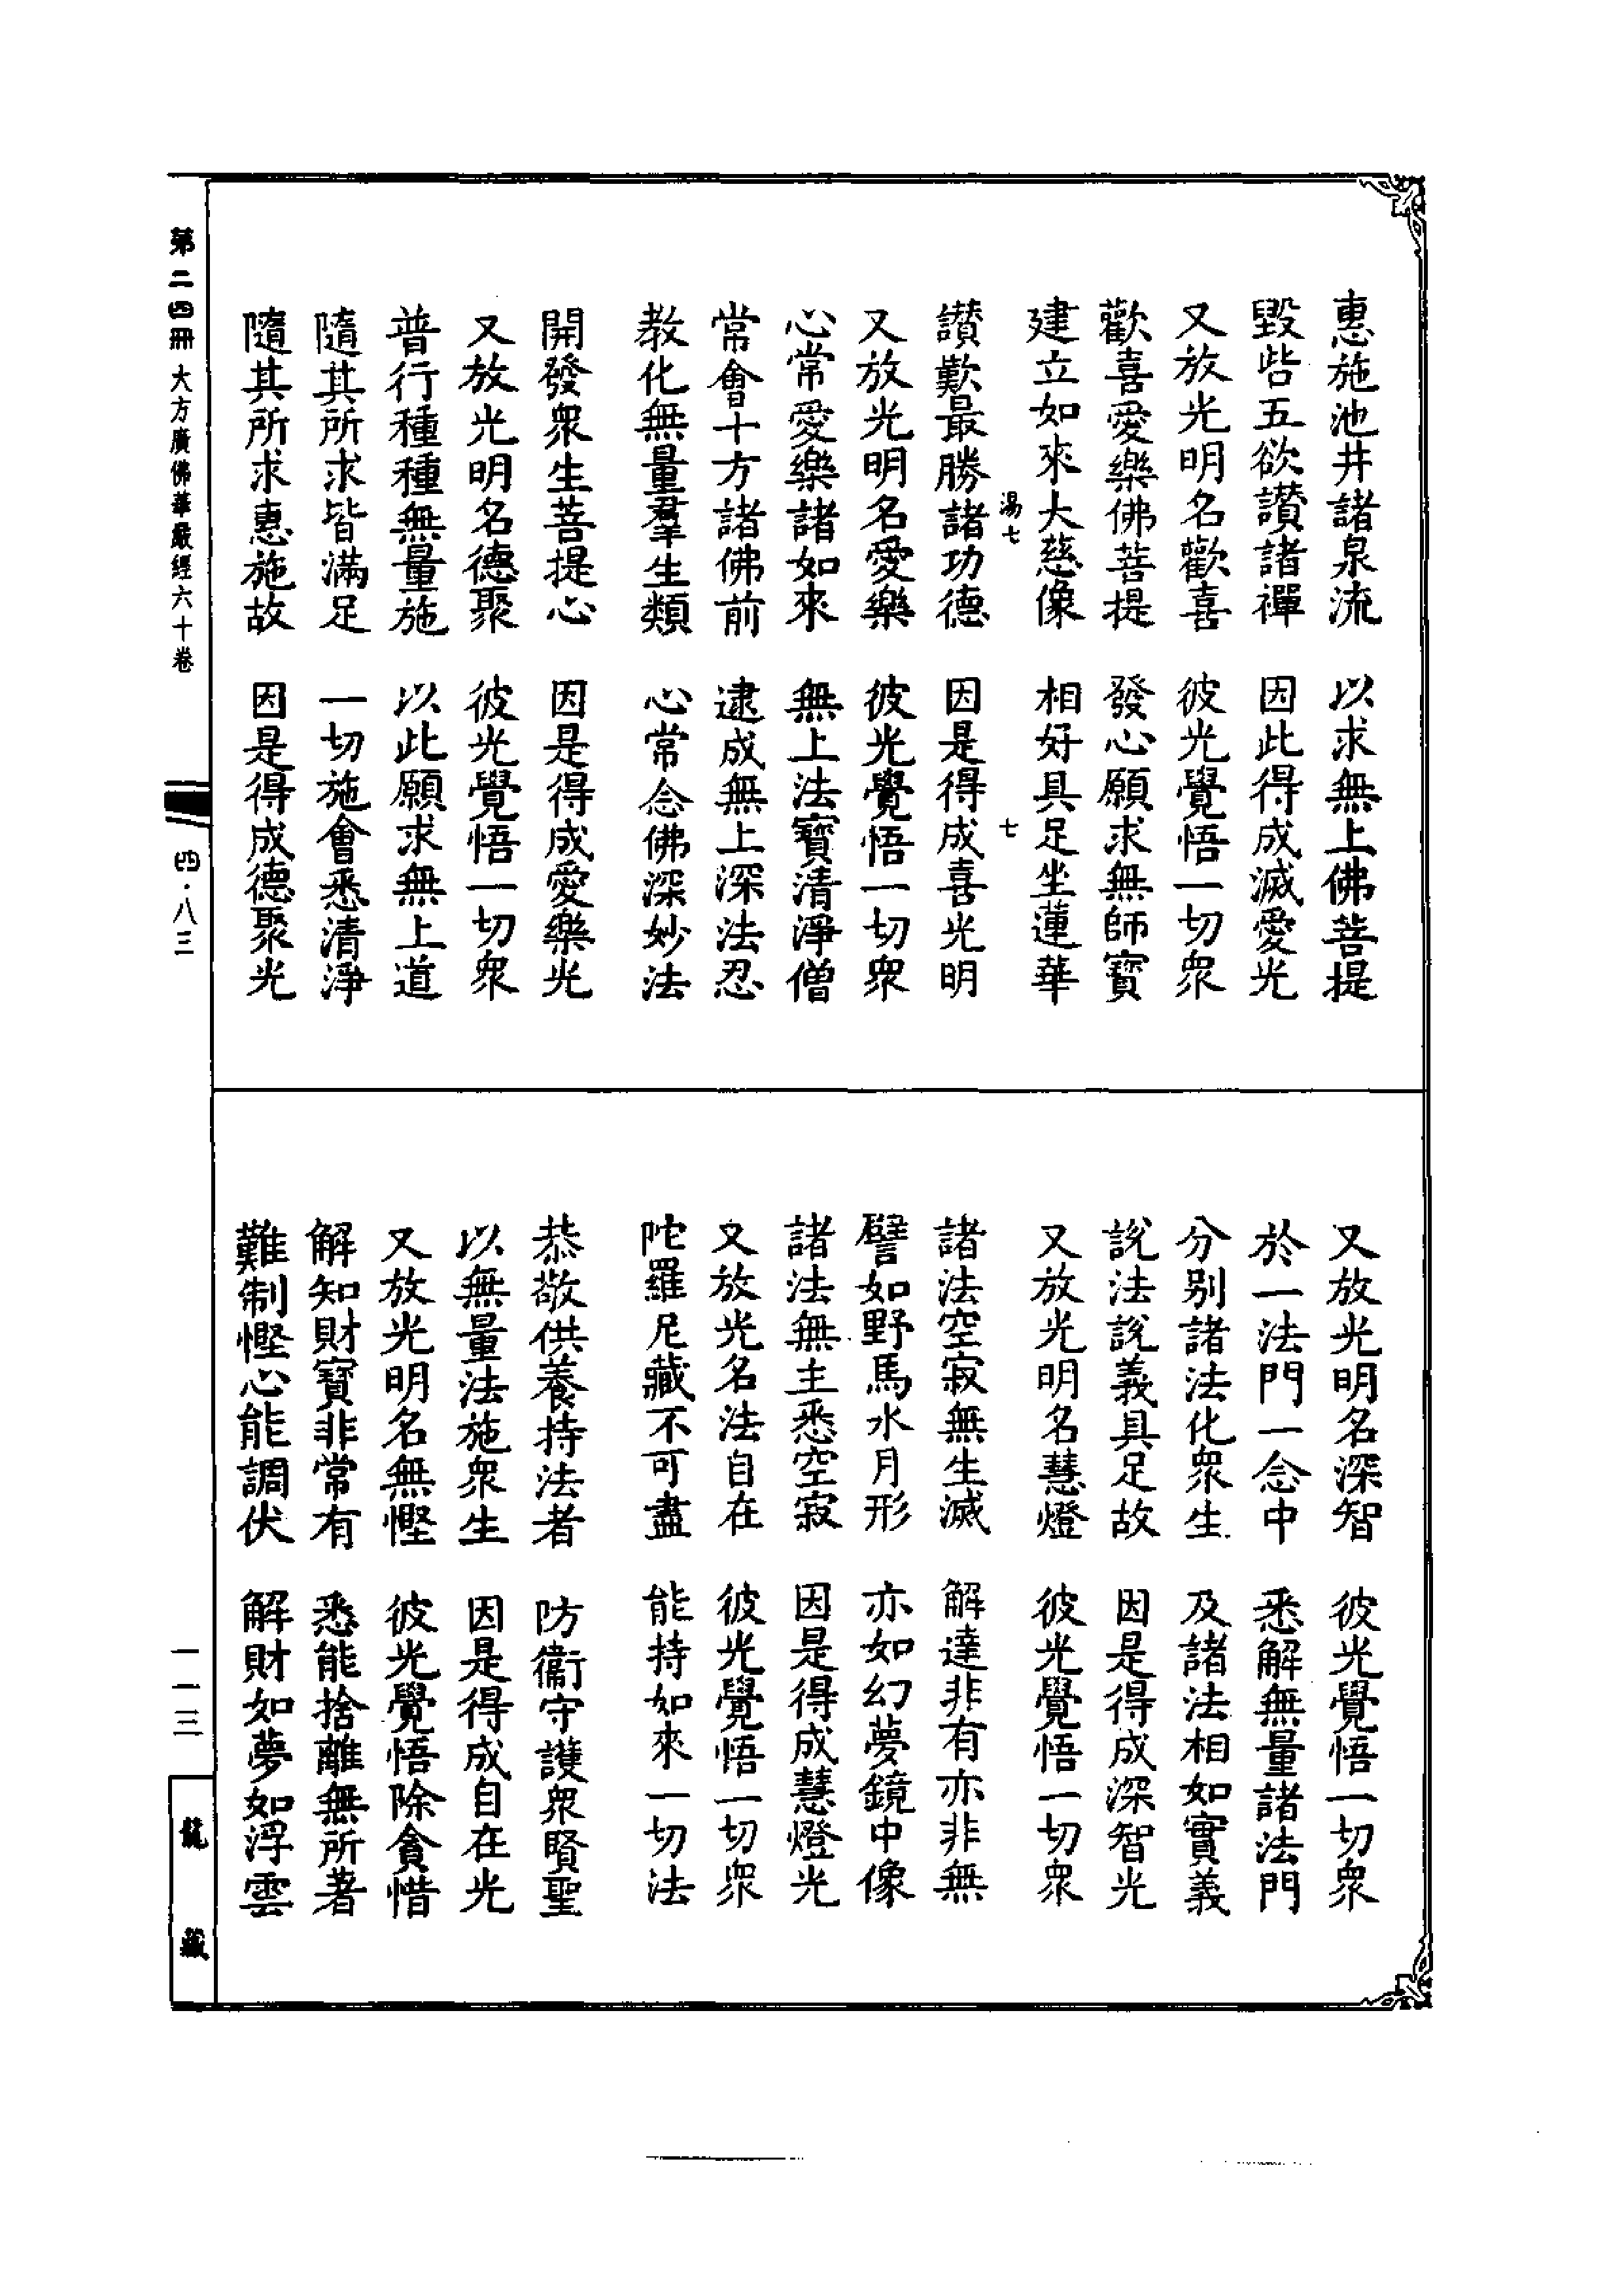 惠施池井諸泉流　以求無上佛菩提
毀呰五欲讚諸禪　因此得成滅愛光
又放光明名歡喜　彼光覺悟一切衆
歡喜愛樂佛菩提　發心願求無師寶
建立如來大慈像　相好具足坐蓮華
湯七　七
讃歎最勝諸功德　因是得成喜光明
又放光明名愛樂　彼光覺悟一切衆
心常愛樂諸如來　無上法寶清淨僧
常會十方諸佛前　逮成無上深法忍
教化無量羣生類　心常念佛深妙法
開發衆生菩提心　因是得成愛樂光
又放光明名德聚　彼光覺悟一切衆
普行種種無量施　以此願求無上道
隨其所求皆滿足　一切施會悉清淨
隨其所求惠施故　因是得成德聚光
又放光明名深智　彼光覺悟一切衆
於一法門一念中　悉解無量諸法門
分別諸法化衆生　及諸法相如實義
說法說義具足故　因是得成深智光
又放光明名慧燈　彼光覺悟一切衆
諸法空寂無生滅　解達非有亦非無
譬如野馬水月形　亦如幻夢鏡中像
諸法無主悉空寂　因是得成慧燈光
又放光名法自在　彼光覺悟一切衆
陀羅尼藏不可盡　能持如來一切法
恭敬供養持法者　防衞守護衆賢聖
以無量法施衆生　因是得成自在光
又放光明名無慳　彼光覺悟除貪惜
解知財寶非常有　悉能捨離無所著
難制慳心能調伏　解財如夢如浮雲
第二四冊　大方廣佛華嚴經六十卷　四·八三　一一三　龍藏